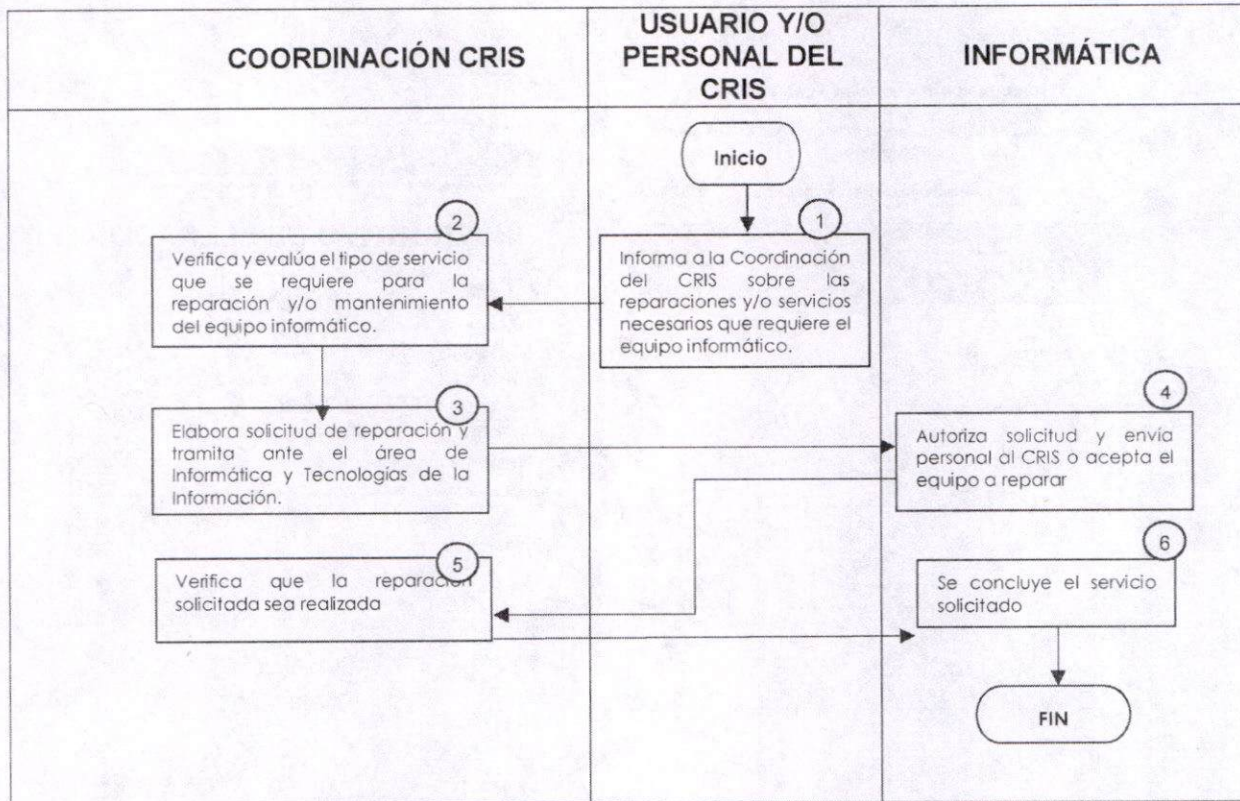 COORDINACIÓN CRIS
USUARIO Y/O
PERSONAL DEL
CRIS
INFORMÁTICA
Inicio
1
Informa a la Coordinación
del CRIS sobre las
reparaciones y/o servicios
necesarios que requiere el
equipo informático.
2
Verifica y evalúa el tipo de servicio
que se requiere para la
reparación y/o mantenimiento
del equipo informático.
3
Elabora solicitud de reparación y
tramita ante el área de
Informática y Tecnologías de la
Información.
4
Autoriza solicitud y envía
personal al CRIS o acepta el
equipo a reparar
5
Verifica que la reparación
solicitada sea realizada
6
Se concluye el servicio
solicitado
FIN